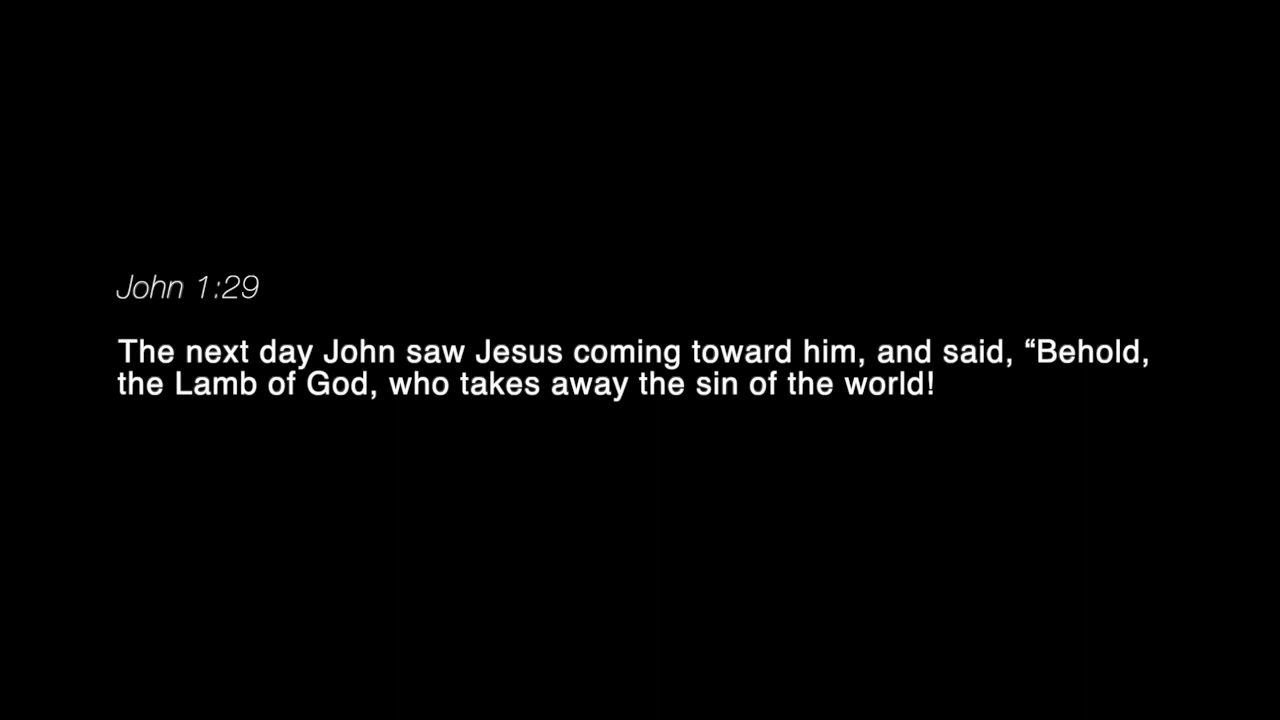 John 1:29
The next day John saw Jesus coming toward him, and said, “Behold,
the Lamb of God, who takes away the sin of the world!